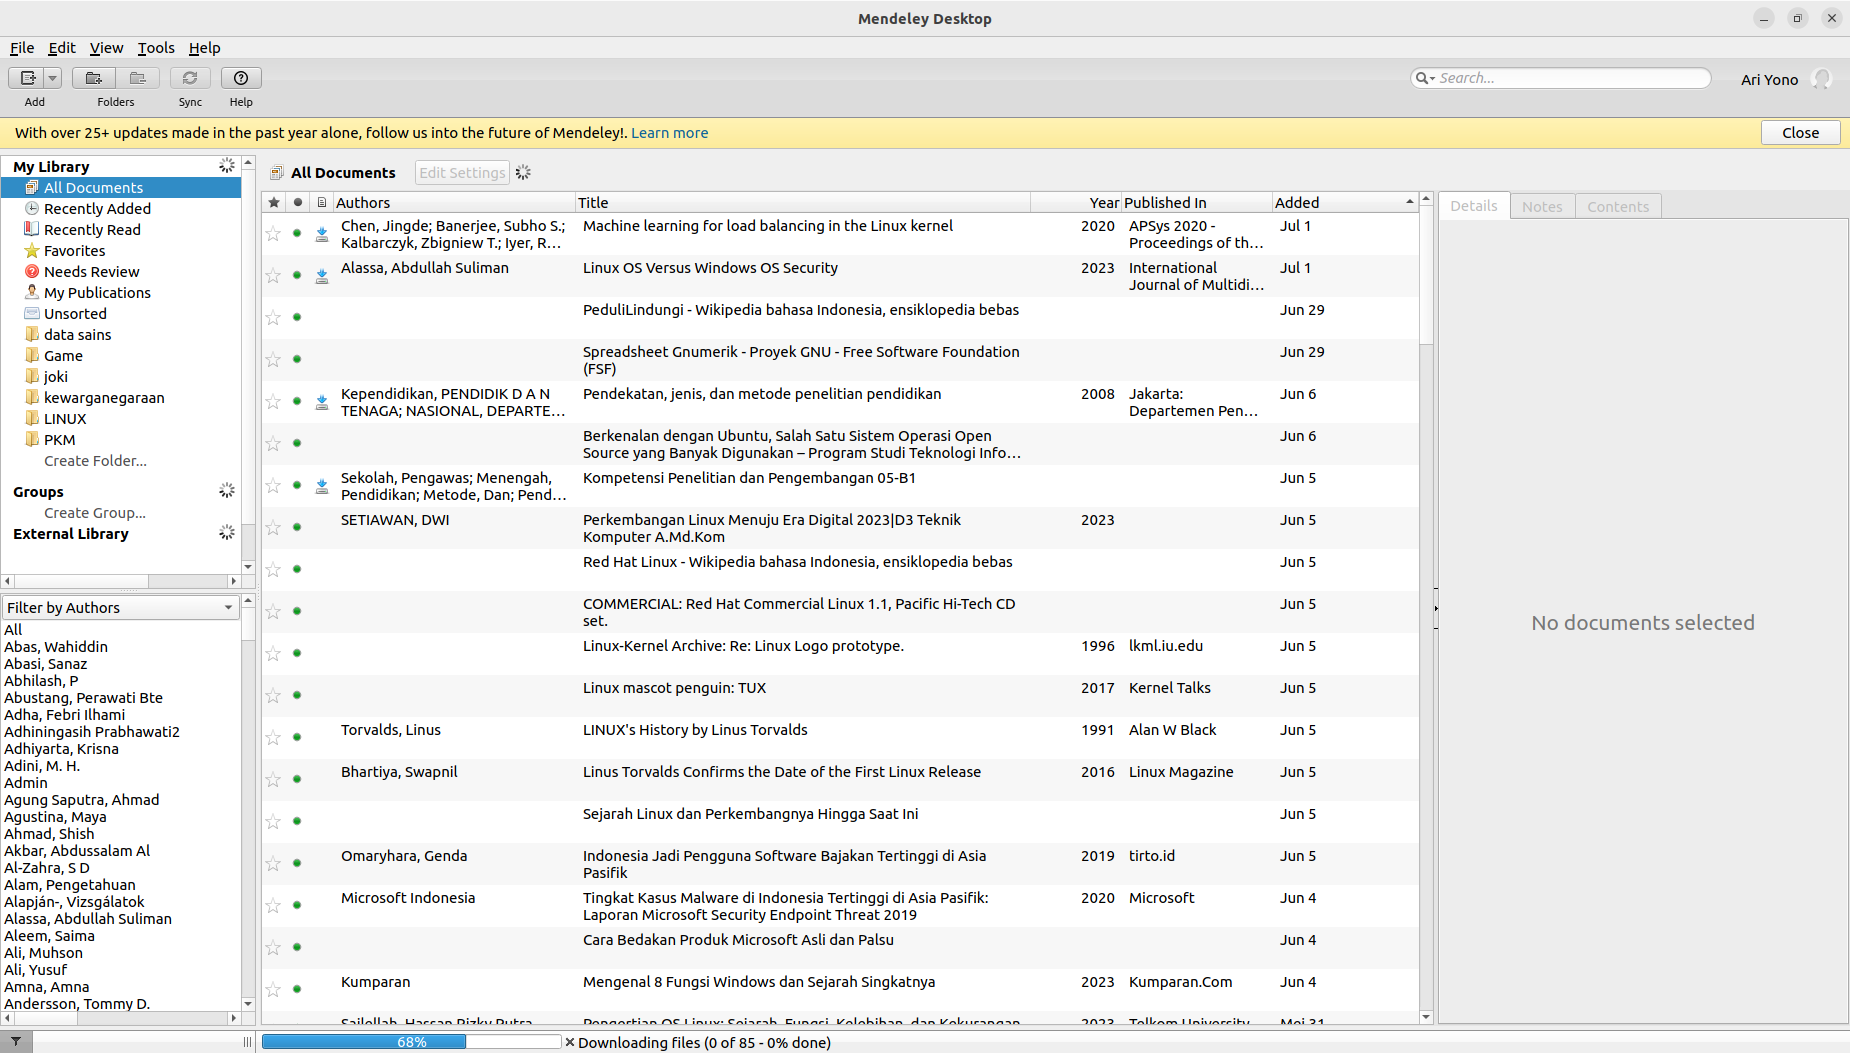 Mendeley Desktop
File Edit View Tools Help
Search...
Ari Yono
Add Folders Sync Help
With over 25+ updates made in the past year alone, follow us into the future of Mendeley!. Learn more
Close
My Library
All Documents
Recently Added
Recently Read
Favorites
Needs Review
My Publications
Unsorted
data sains
Game
joki
kewarganegaraan
LINUX
PKM
Create Folder...
Groups
Create Group...
External Library
Filter by Authors
All
Abas, Wahiddin
Abasi, Sanaz
Abhilash, P
Abustang, Perawati Bte
Adha, Febri Ilhami
Adhiningasih Prabhawati2
Adhiyarta, Krisna
Adini, M. H.
Admin
Agung Saputra, Ahmad
Agustina, Maya
Ahmad, Shish
Akbar, Abdussalam Al
Al-Zahra, S D
Alam, Pengetahuan
Alapján-, Vizsgálatok
Alassa, Abdullah Suliman
Aleem, Saima
Ali, Muhson
Ali, Yusuf
Amna, Amna
Andersson, Tommy D.
All Documents Edit Settings
Authors Title Year Published In Added
Chen, Jingde; Banerjee, Subho S.; Machine learning for load balancing in the Linux kernel 2020 APSys 2020 - Jul 1
Kalbarczyk, Zbigniew T.; Iyer, R... Proceedings of th...
Alassa, Abdullah Suliman Linux OS Versus Windows OS Security 2023 International Jul 1
Journal of Multidi...
PeduliLindungi - Wikipedia bahasa Indonesia, ensiklopedia bebas Jun 29
Spreadsheet Gnumerik - Proyek GNU - Free Software Foundation Jun 29
(FSF)
Kependidikan, PENDIDIK D A N Pendekatan, jenis, dan metode penelitian pendidikan 2008 Jakarta: Jun 6
TENAGA; NASIONAL, DEPARTE... Departemen Pen...
Berkenalan dengan Ubuntu, Salah Satu Sistem Operasi Open Jun 6
Source yang Banyak Digunakan – Program Studi Teknologi Info...
Sekolah, Pengawas; Menengah, Kompetensi Penelitian dan Pengembangan 05-B1 Jun 5
Pendidikan; Metode, Dan; Pend...
SETIAWAN, DWI Perkembangan Linux Menuju Era Digital 2023|D3 Teknik 2023 Jun 5
Komputer A.Md.Kom
Red Hat Linux - Wikipedia bahasa Indonesia, ensiklopedia bebas Jun 5
COMMERCIAL: Red Hat Commercial Linux 1.1, Pacific Hi-Tech CD Jun 5
set.
Linux-Kernel Archive: Re: Linux Logo prototype. 1996 lkml.iu.edu Jun 5
Linux mascot penguin: TUX 2017 Kernel Talks Jun 5
Torvalds, Linus LINUX's History by Linus Torvalds 1991 Alan W Black Jun 5
Bhartiya, Swapnil Linus Torvalds Confirms the Date of the First Linux Release 2016 Linux Magazine Jun 5
Sejarah Linux dan Perkembangnya Hingga Saat Ini Jun 5
Omaryhara, Genda Indonesia Jadi Pengguna Software Bajakan Tertinggi di Asia 2019 tirto.id Jun 5
Pasifik
Microsoft Indonesia Tingkat Kasus Malware di Indonesia Tertinggi di Asia Pasifik: 2020 Microsoft Jun 4
Laporan Microsoft Security Endpoint Threat 2019
Cara Bedakan Produk Microsoft Asli dan Palsu Jun 4
Kumparan Mengenal 8 Fungsi Windows dan Sejarah Singkatnya 2023 Kumparan.Com Jun 4
Sailellah, Hassan Rizky Putra Pengertian OS Linux: Sejarah, Fungsi, Kelebihan, dan Kekurangan 2023 Telkom University Mei 31
Details Notes Contents
No documents selected
68% Downloading files (0 of 85 - 0% done)